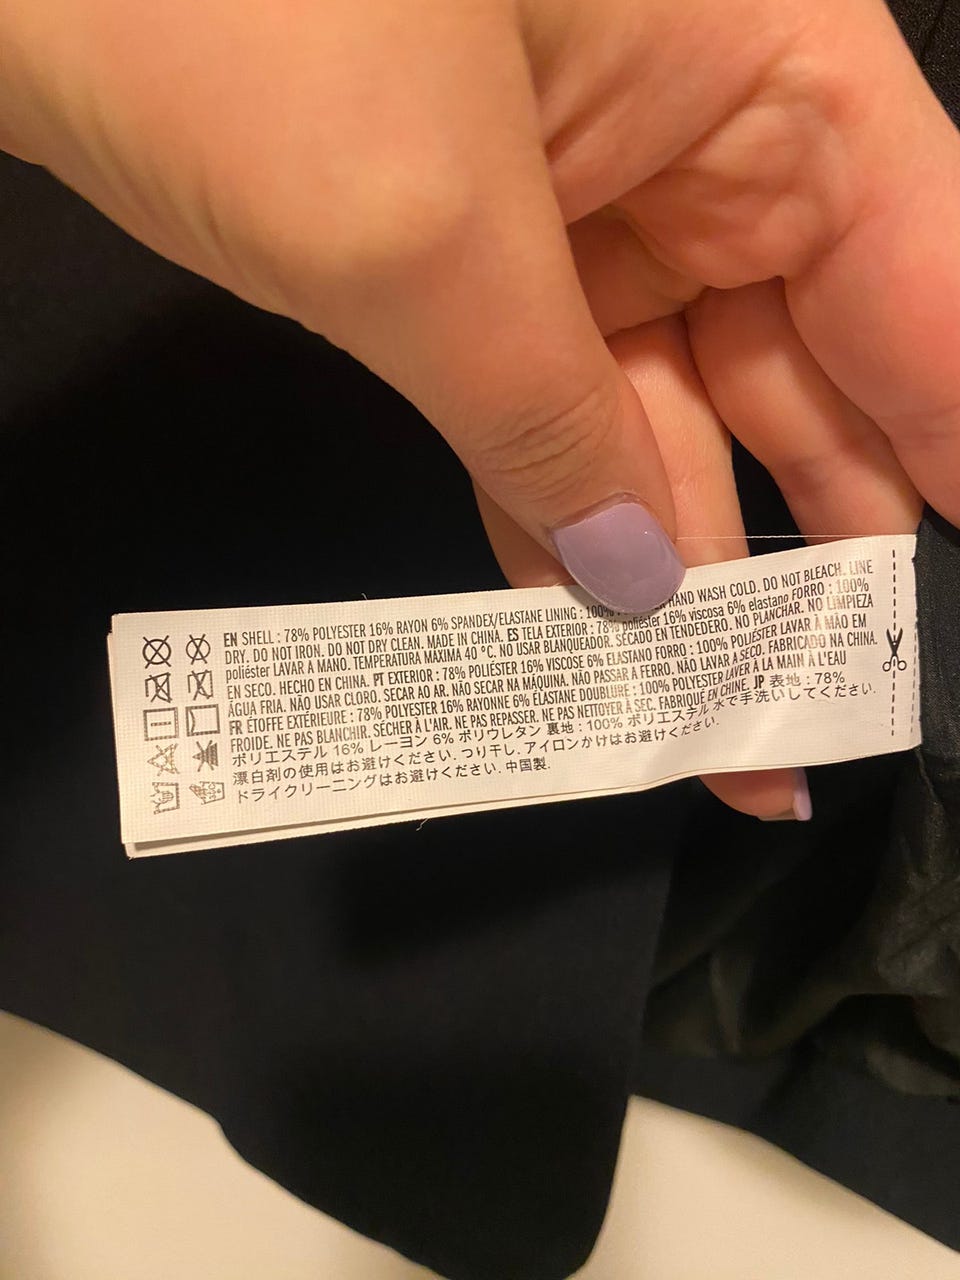 EN SHELL : 78% POLYESTER 16% RAYON 6% SPANDEX/ELASTANE LINING : 100% HAND WASH COLD. DO NOT BLEACH. LINE
DRY. DO NOT IRON. DO NOT DRY CLEAN. MADE IN CHINA. ES TELA EXTERIOR : 78% poliéster 16% viscosa 6% elastano FORRO : 100%
poliéster LAVAR A MANO. TEMPERATURA MÁXIMA 40 °C. NO USAR BLANQUEADOR. SECADO EN TENDEDERO. NO PLANCHAR. NO LIMPIEZA
EN SECO. HECHO EN CHINA. PT EXTERIOR : 78% POLIÉSTER 16% VISCOSE 6% ELASTANO FORRO : 100% POLIÉSTER LAVAR À MÃO EM
ÁGUA FRIA. NÃO USAR CLORO. SECAR AO AR. NÃO SECAR NA MÁQUINA. NÃO PASSAR A FERRO. NÃO LAVAR A SECO. FABRICADO NA CHINA.
FR ÉTOFFE EXTÉRIEURE : 78% POLYESTER 16% RAYONNE 6% ÉLASTANE DOUBLURE : 100% POLYESTER LAVER À LA MAIN À L'EAU
FROIDE. NE PAS BLANCHIR. SÉCHER À L'AIR. NE PAS REPASSER. NE PAS NETTOYER À SEC. FABRIQUÉ EN CHINE. JP 表地 : 78%
ポリエステル 16% レーヨン 6% ポリウレタン 裏地 : 100% ポリエステル 水で手洗いしてください.
漂白剤の使用はお避けください. つり干し. アイロンかけはお避けください.
ドライクリーニングはお避けください. 中国製.